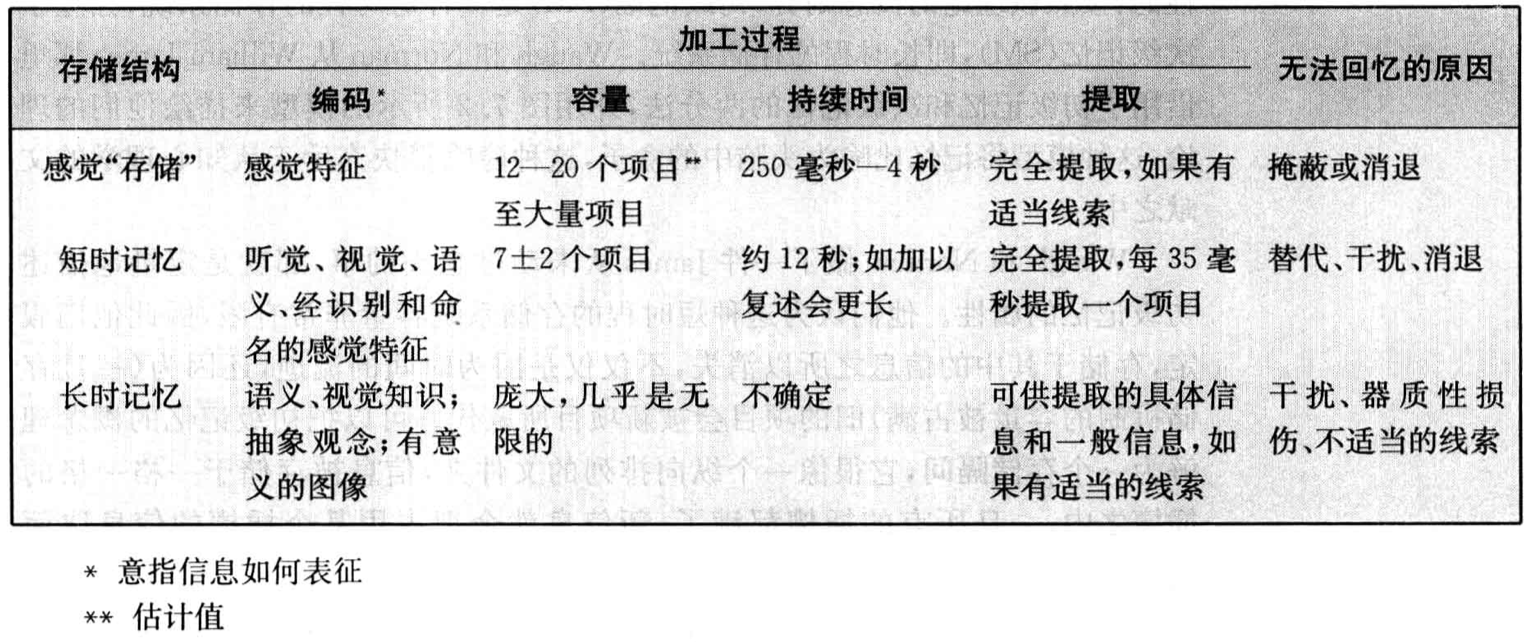 加工过程
存储结构 无法回忆的原因
编码* 容量 持续时间 提取
感觉“存储” 感觉特征 12—20个项目** 250毫秒—4秒 完全提取，如果有 掩蔽或消退
至大量项目 适当线索
短时记忆 听觉、视觉、语 7±2个项目 约12秒；如加以 完全提取，每35毫 替代、干扰、消退
义、经识别和命 复述会更长 秒提取一个项目
名的感觉特征
长时记忆 语义、视觉知识； 庞大，几乎是无 不确定 可供提取的具体信 干扰、器质性损
抽象观念；有意 限的 息和一般信息，如 伤、不适当的线索
义的图像 果有适当的线索
* 意指信息如何表征
** 估计值